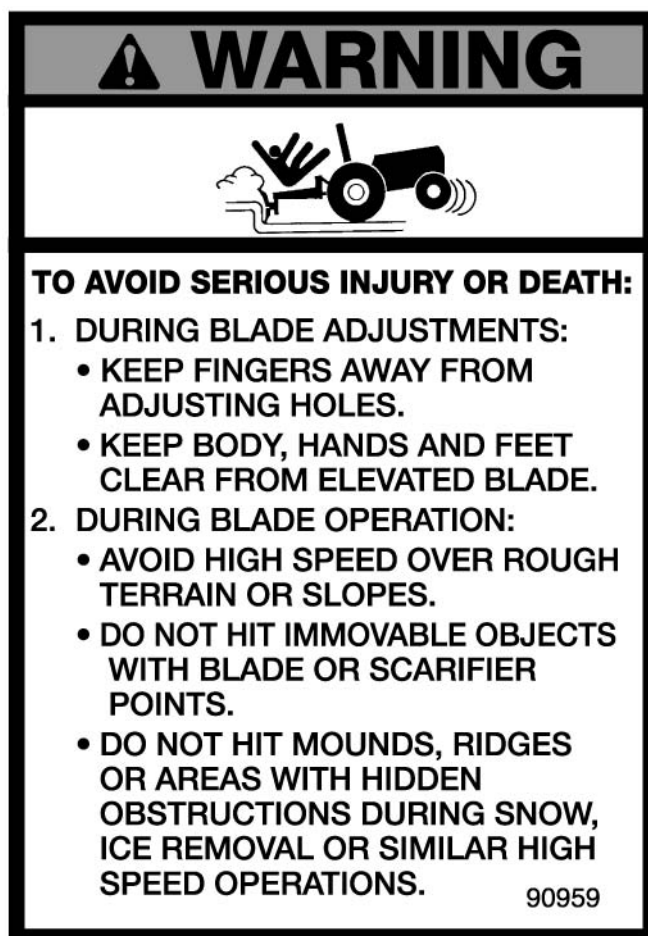 WARNING
TO AVOID SERIOUS INJURY OR DEATH:
1. DURING BLADE ADJUSTMENTS:
• KEEP FINGERS AWAY FROM
ADJUSTING HOLES.
• KEEP BODY, HANDS AND FEET
CLEAR FROM ELEVATED BLADE.
2. DURING BLADE OPERATION:
• AVOID HIGH SPEED OVER ROUGH
TERRAIN OR SLOPES.
• DO NOT HIT IMMOVABLE OBJECTS
WITH BLADE OR SCARIFIER
POINTS.
• DO NOT HIT MOUNDS, RIDGES
OR AREAS WITH HIDDEN
OBSTRUCTIONS DURING SNOW,
ICE REMOVAL OR SIMILAR HIGH
SPEED OPERATIONS. 90959